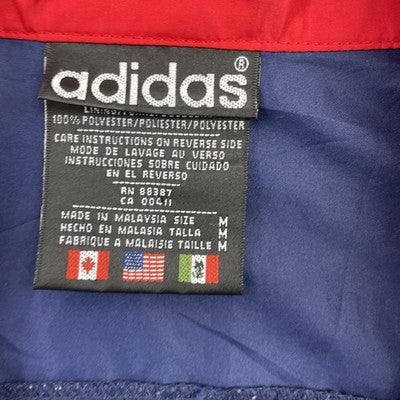 adidas®
100% POLYESTER/POLIESTER/POLYESTER
CARE INSTRUCTIONS ON REVERSE SIDE
MODE DE LAVAGE AU VERSO
INSTRUCCIONES SOBRE CUIDADO
EN EL REVERSO
RN 88387
CA 00411
MADE IN MALAYSIA SIZE M
HECHO EN MALASIA TALLA M
FABRIQUE A MALAISIE TAILLE M